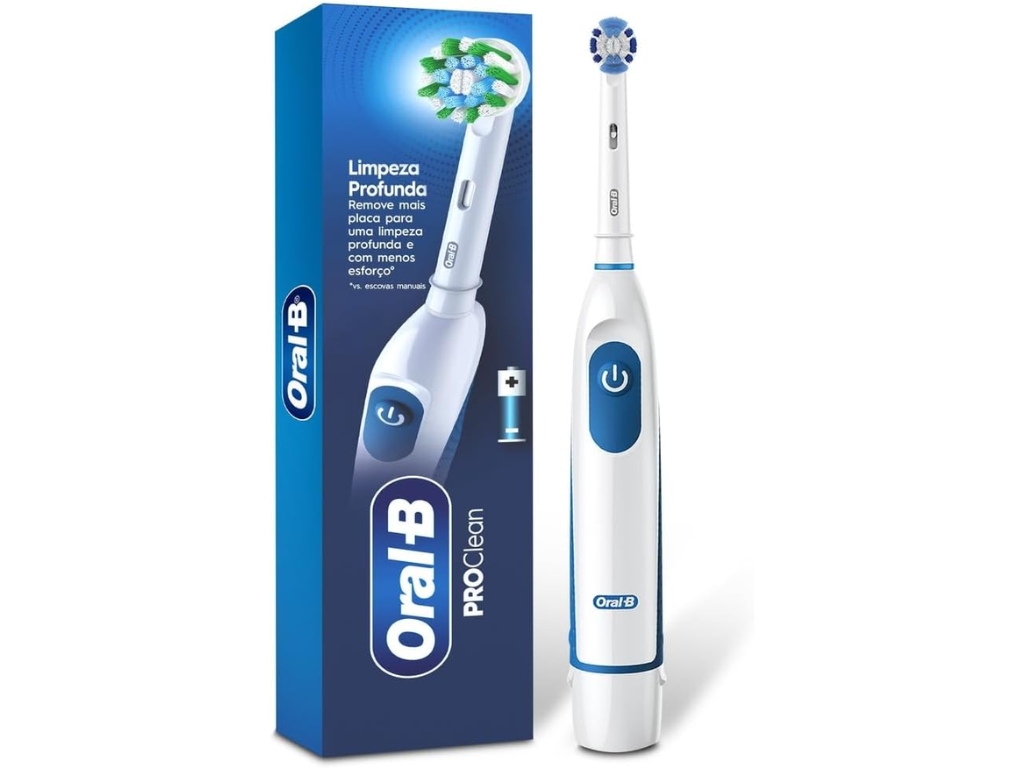 Limpeza
Profunda
Remove mais
placa para
uma limpeza
profunda e
com menos
esforço*
*vs. escovas manuais
Oral-B
Oral-B®
Oral-B
PROClean
Oral-B
Oral-B